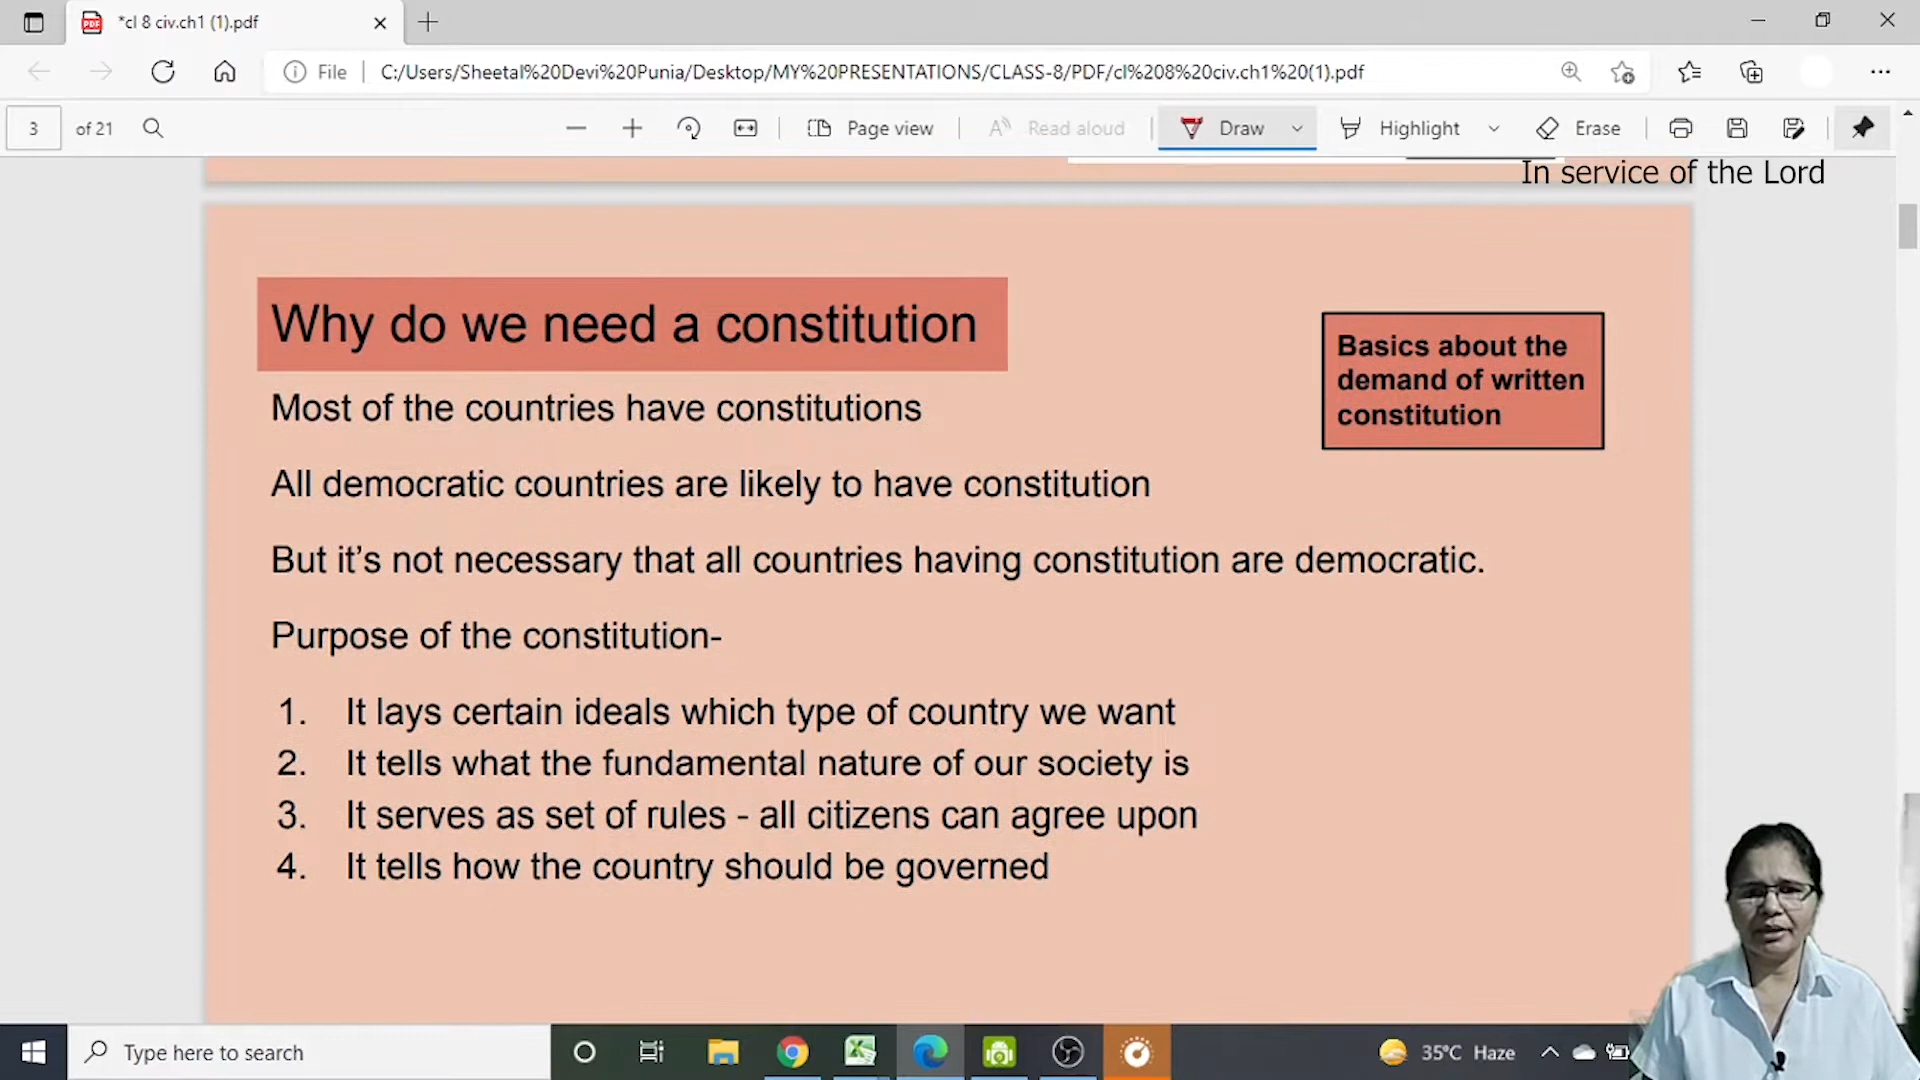 *cl 8 civ.ch1 (1).pdf
File
C:/Users/Sheetal%20Devi%20Punia/Desktop/MY%20PRESENTATIONS/CLASS-8/PDF/cl%208%20civ.ch1%20(1).pdf
3 of 21
Page view
Read aloud
Draw
Highlight
Erase
In service of the Lord
Why do we need a constitution
Basics about the
demand of written
constitution
Most of the countries have constitutions
All democratic countries are likely to have constitution
But it’s not necessary that all countries having constitution are democratic.
Purpose of the constitution-
1. It lays certain ideals which type of country we want
2. It tells what the fundamental nature of our society is
3. It serves as set of rules - all citizens can agree upon
4. It tells how the country should be governed
Type here to search
35°C Haze